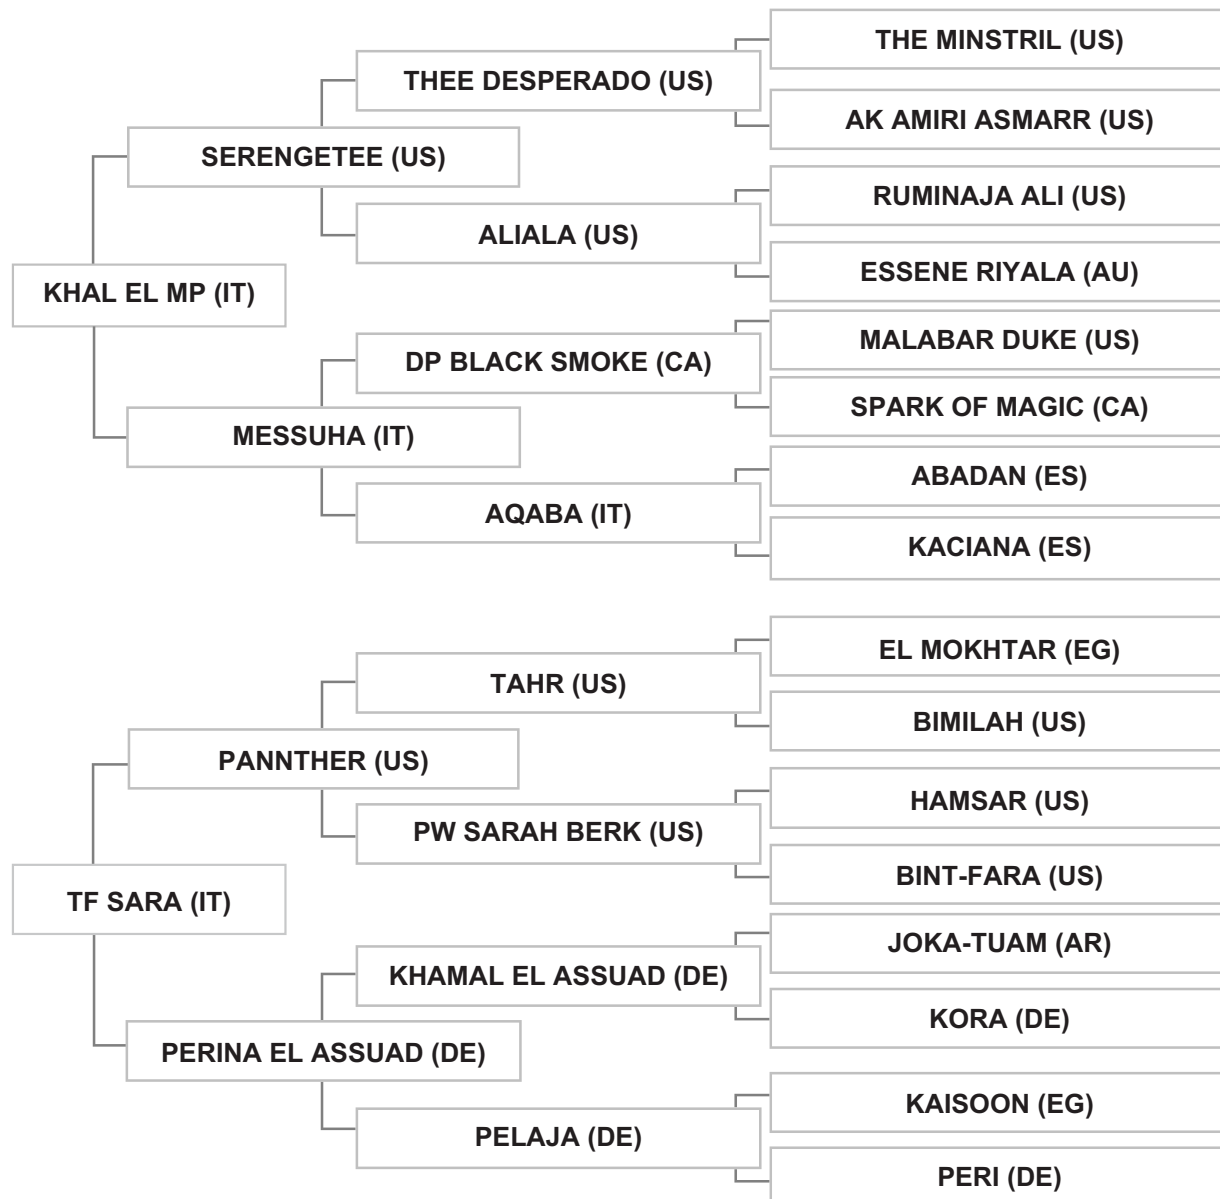 THE MINSTRIL (US)
THEE DESPERADO (US)
AK AMIRI ASMARR (US)
SERENGETEE (US)
RUMINAJA ALI (US)
ALIALA (US)
ESSENE RIYALA (AU)
KHAL EL MP (IT)
MALABAR DUKE (US)
DP BLACK SMOKE (CA)
SPARK OF MAGIC (CA)
MESSUHA (IT)
ABADAN (ES)
AQABA (IT)
KACIANA (ES)
EL MOKHTAR (EG)
TAHR (US)
BIMILAH (US)
PANNTHER (US)
HAMSAR (US)
PW SARAH BERK (US)
BINT-FARA (US)
TF SARA (IT)
JOKA-TUAM (AR)
KHAMAL EL ASSUAD (DE)
KORA (DE)
PERINA EL ASSUAD (DE)
KAISOON (EG)
PELAJA (DE)
PERI (DE)